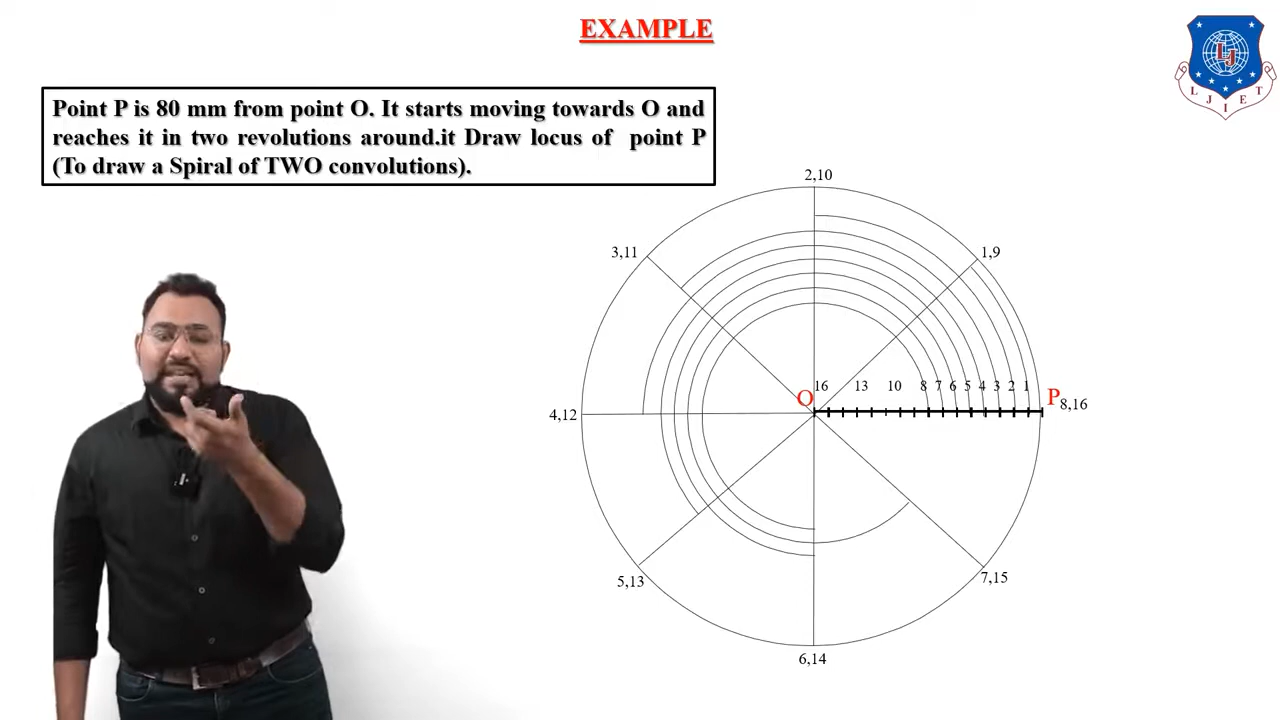 EXAMPLE
LJ
LJIET
Point P is 80 mm from point O. It starts moving towards O and
reaches it in two revolutions around.it Draw locus of point P
(To draw a Spiral of TWO convolutions).
2,10
3,11
1,9
16 13 10 8 7 6 5 4 3 2 1
O
P
8,16
4,12
5,13
7,15
6,14